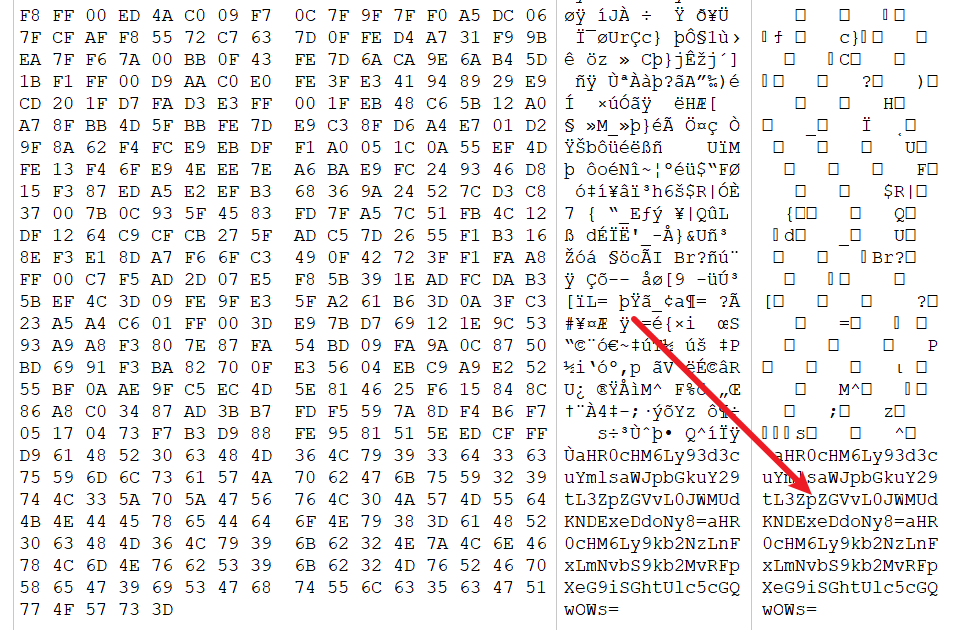 F8 FF 00 ED 4A C0 09 F7 0C 7F 9F 7F F0 A5 DC 06 øÿ íJÀ ÷ Ÿ ð¥Ü □ □ □
7F CF AF F8 55 72 C7 63 7D 0F FE D4 A7 31 F9 9B Ï¯øUrÇc} þÔ§1ù› f □ c}□ □
EA 7F F6 7A 00 BB 0F 43 FE 7D 6A CA 9E 6A B4 5D ê öz » Cþ}jÊžj´] □ C□ □
1B F1 FF 00 D9 AA C0 E0 FE 3F E3 41 94 89 29 E9 ñÿ ÙªÀàþ?ãA”‰)é □ □ ?□ )□
CD 20 1F D7 FA D3 E3 FF 00 1F EB 48 C6 5B 12 A0 Í ×úÓãÿ ëHÆ[ □ □ H□
A7 8F BB 4D 5F BB FE 7D E9 C3 8F D6 A4 E7 01 D2 § »M_»þ}éÃ Ö¤ç Ò □ _□ Ï
9F 8A 62 F4 FC E9 EB DF F1 A0 05 1C 0A 55 EF 4D ŸŠbôüéëßñ UïM □ □ □ U□
FE 13 F4 6F E9 4E EE 7E A6 BA E9 FC 24 93 46 D8 þ ôoéNî~¦ºéü$“FØ □ □ □ F□
15 F3 87 ED A5 E2 EF B3 68 36 9A 24 52 7C D3 C8 ó‡í¥âï³h6š$R|ÓÈ □ □ $R|□
37 00 7B 0C 93 5F 45 83 FD 7F A5 7C 51 FB 4C 12 7 { “_Eƒý ¥|QûL {□□ □ Q□
DF 12 64 C9 CF CB 27 5F AD C5 7D 26 55 F1 B3 16 ß dÉÏË'_-Å}&Uñ³ d□ _□ U□
8E F3 E1 8D A7 F6 6F C3 49 0F 42 72 3F F1 FA A8 Žóá §öoÃI Br?ñú¨ □ □ Br?□
FF 00 C7 F5 AD 2D 07 E5 F8 5B 39 1E AD FC DA B3 ÿ Çõ-- åø[9 -üÚ³ □ □ □
5B EF 4C 3D 09 FE 9F E3 5F A2 61 B6 3D 0A 3F C3 [ïL= þŸã_¢a¶= ?Ã [□ □ □ ?□
23 A5 A4 C6 01 FF 00 3D E9 7B D7 69 12 1E 9C 53 #¥¤Æ ÿ =é{×i œS □ =□ □
93 A9 A8 F3 80 7E 87 FA 54 BD 09 FA 9A 0C 87 50 “©¨ó€~‡úT½ úš ‡P □ □ □ P
BD 69 91 F3 BA 82 70 0F E3 56 04 EB C9 A9 E2 52 ½i‘óº‚p ãV ëÉ©âR □ □ □ □
55 BF 0A AE 9F C5 EC 4D 5E 81 46 25 F6 15 84 8C U¿ ®ŸÅìM^ F%ö „Œ □ M^□ □
86 A8 C0 34 87 AD 3B B7 FD F5 59 7A 8D F4 B6 F7 †¨À4‡-;·ýõYz ô¶÷ □ ;□ z□
05 17 04 73 F7 B3 D9 88 FE 95 81 51 5E ED CF FF s÷³Ùˆþ• Q^íÏÿ s□ □ ^□
D9 61 48 52 30 63 48 4D 36 4C 79 39 33 64 33 63 ÙaHR0cHM6Ly93d3c aHR0cHM6Ly93d3c
75 59 6D 6C 73 61 57 4A 70 62 47 6B 75 59 32 39 uYmlsaWJpbGkuY29 uYmlsaWJpbGkuY29
74 4C 33 5A 70 5A 47 56 76 4C 30 4A 57 4D 55 64 tL3ZpZGVvL0JWMUd tL3ZpZGVvL0JWMUd
4B 4E 44 45 78 65 44 64 6F 4E 79 38 3D 61 48 52 KNDExeDdoNy8=aHR KNDExeDdoNy8=aHR
30 63 48 4D 36 4C 79 39 6B 62 32 4E 7A 4C 6E 46 0cHM6Ly9kb2NzLnF 0cHM6Ly9kb2NzLnF
78 4C 6D 4E 76 62 53 39 6B 62 32 4D 76 52 46 70 xLmNvbS9kb2MvRFp xLmNvbS9kb2MvRFp
58 65 47 39 69 53 47 68 74 55 6C 63 35 63 47 51 XeG9iSGhtUlc5cGQ XeG9iSGhtUlc5cGQ
77 4F 57 73 3D wOWs= wOWs=